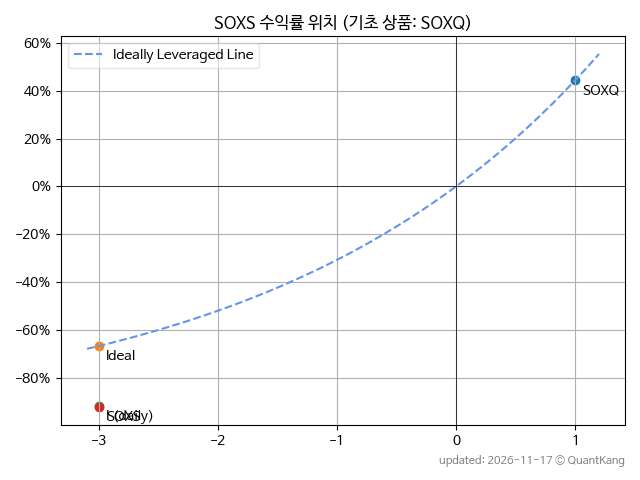 SOXS 수익률 위치 (기초 상품: SOXQ)
Ideally Leveraged Line
60%
40%
20%
0%
−20%
−40%
−60%
−80%
SOXQ
Ideal
−3
−2
−1
0
1
updated: 2026-11-17 © QuantKang